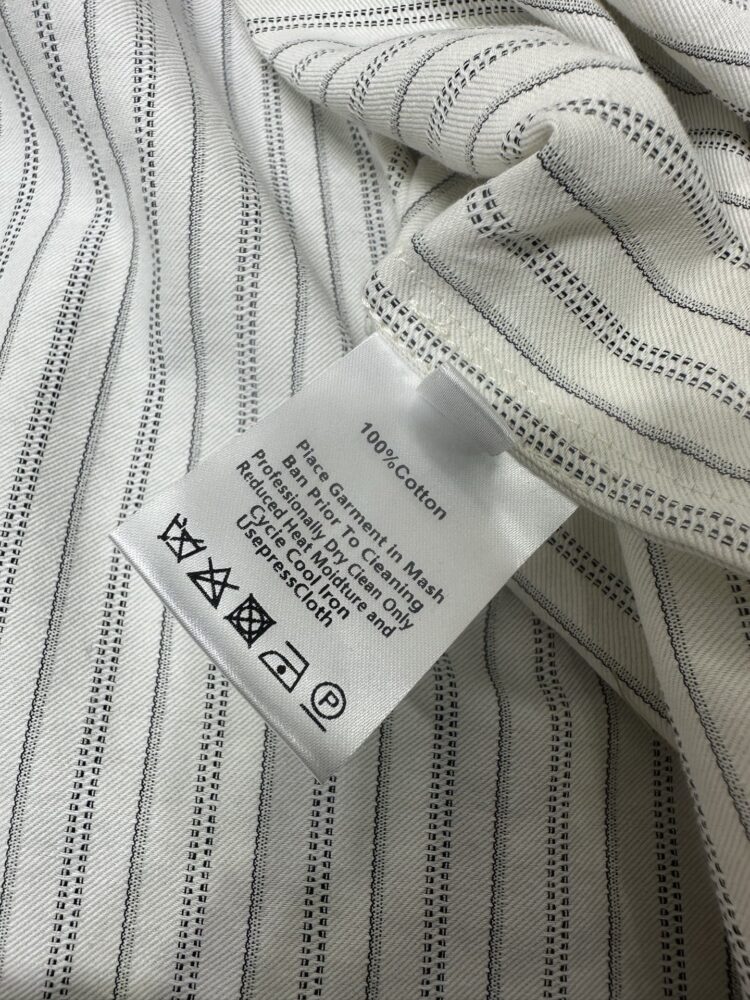 100%Cotton
Place Garment in Mash
Ban Prior To Cleaning
Professionally Dry Clean Only
Reduced Heat Moidture and
Cycle Cool Iron
UsepressCloth
P